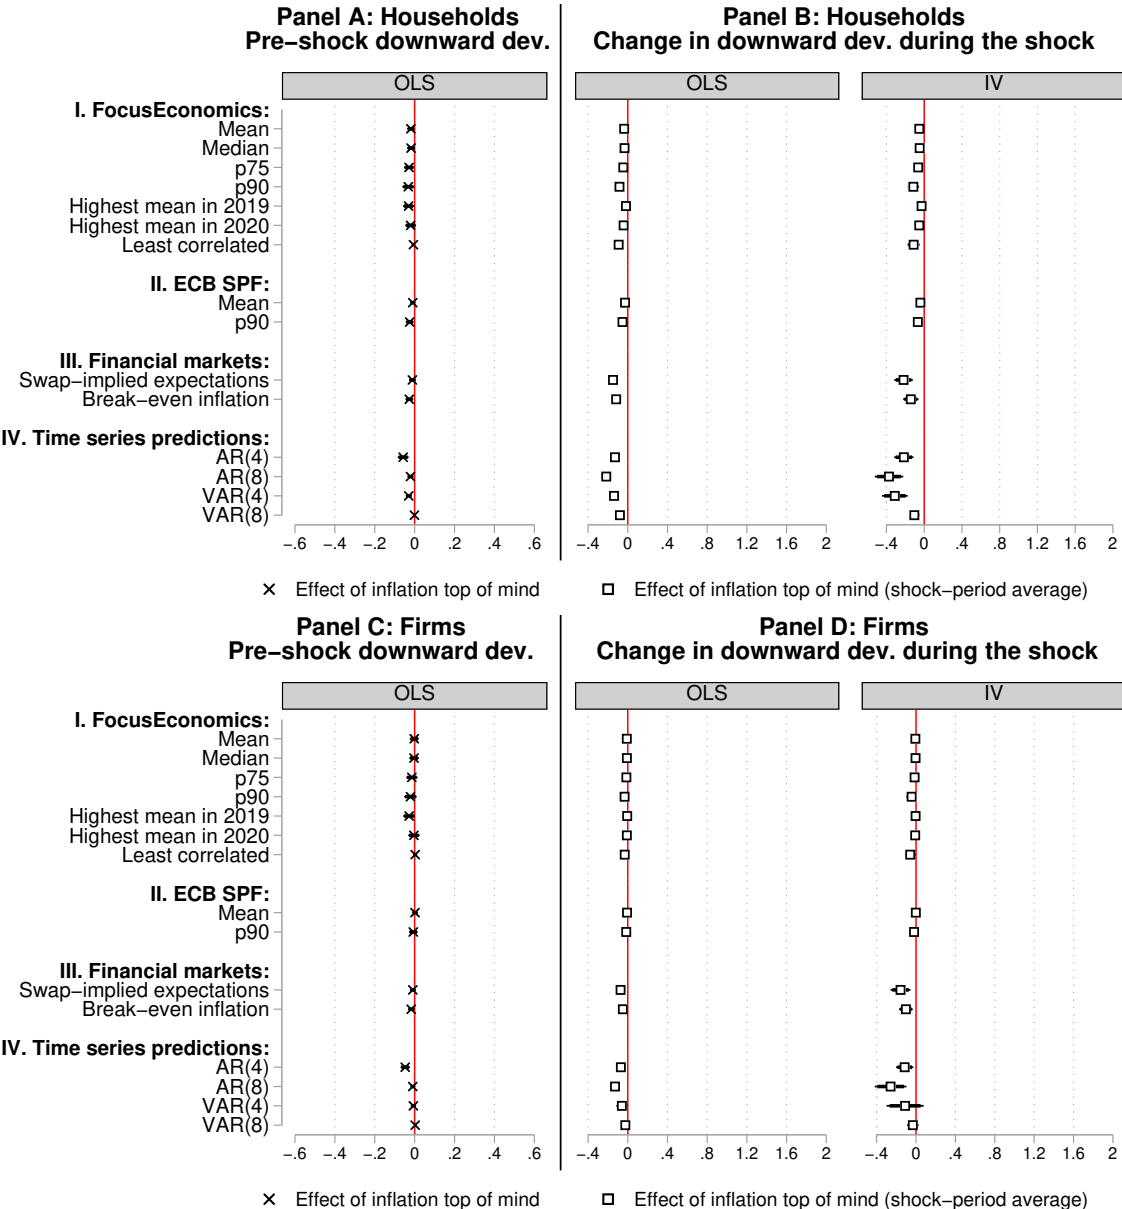 Panel A: Households
Pre−shock downward dev.
Panel B: Households
Change in downward dev. during the shock
OLS
OLS
IV
I. FocusEconomics:
Mean
Median
p75
p90
Highest mean in 2019
Highest mean in 2020
Least correlated
II. ECB SPF:
Mean
p90
III. Financial markets:
Swap−implied expectations
Break−even inflation
IV. Time series predictions:
AR(4)
AR(8)
VAR(4)
VAR(8)
−.6 −.4 −.2 0 .2 .4 .6
−.4 0 .4 .8 1.2 1.6 2
−.4 0 .4 .8 1.2 1.6 2
Effect of inflation top of mind
Effect of inflation top of mind (shock−period average)
Panel C: Firms
Pre−shock downward dev.
Panel D: Firms
Change in downward dev. during the shock
OLS
OLS
IV
I. FocusEconomics:
Mean
Median
p75
p90
Highest mean in 2019
Highest mean in 2020
Least correlated
II. ECB SPF:
Mean
p90
III. Financial markets:
Swap−implied expectations
Break−even inflation
IV. Time series predictions:
AR(4)
AR(8)
VAR(4)
VAR(8)
−.6 −.4 −.2 0 .2 .4 .6
−.4 0 .4 .8 1.2 1.6 2
−.4 0 .4 .8 1.2 1.6 2
Effect of inflation top of mind
Effect of inflation top of mind (shock−period average)